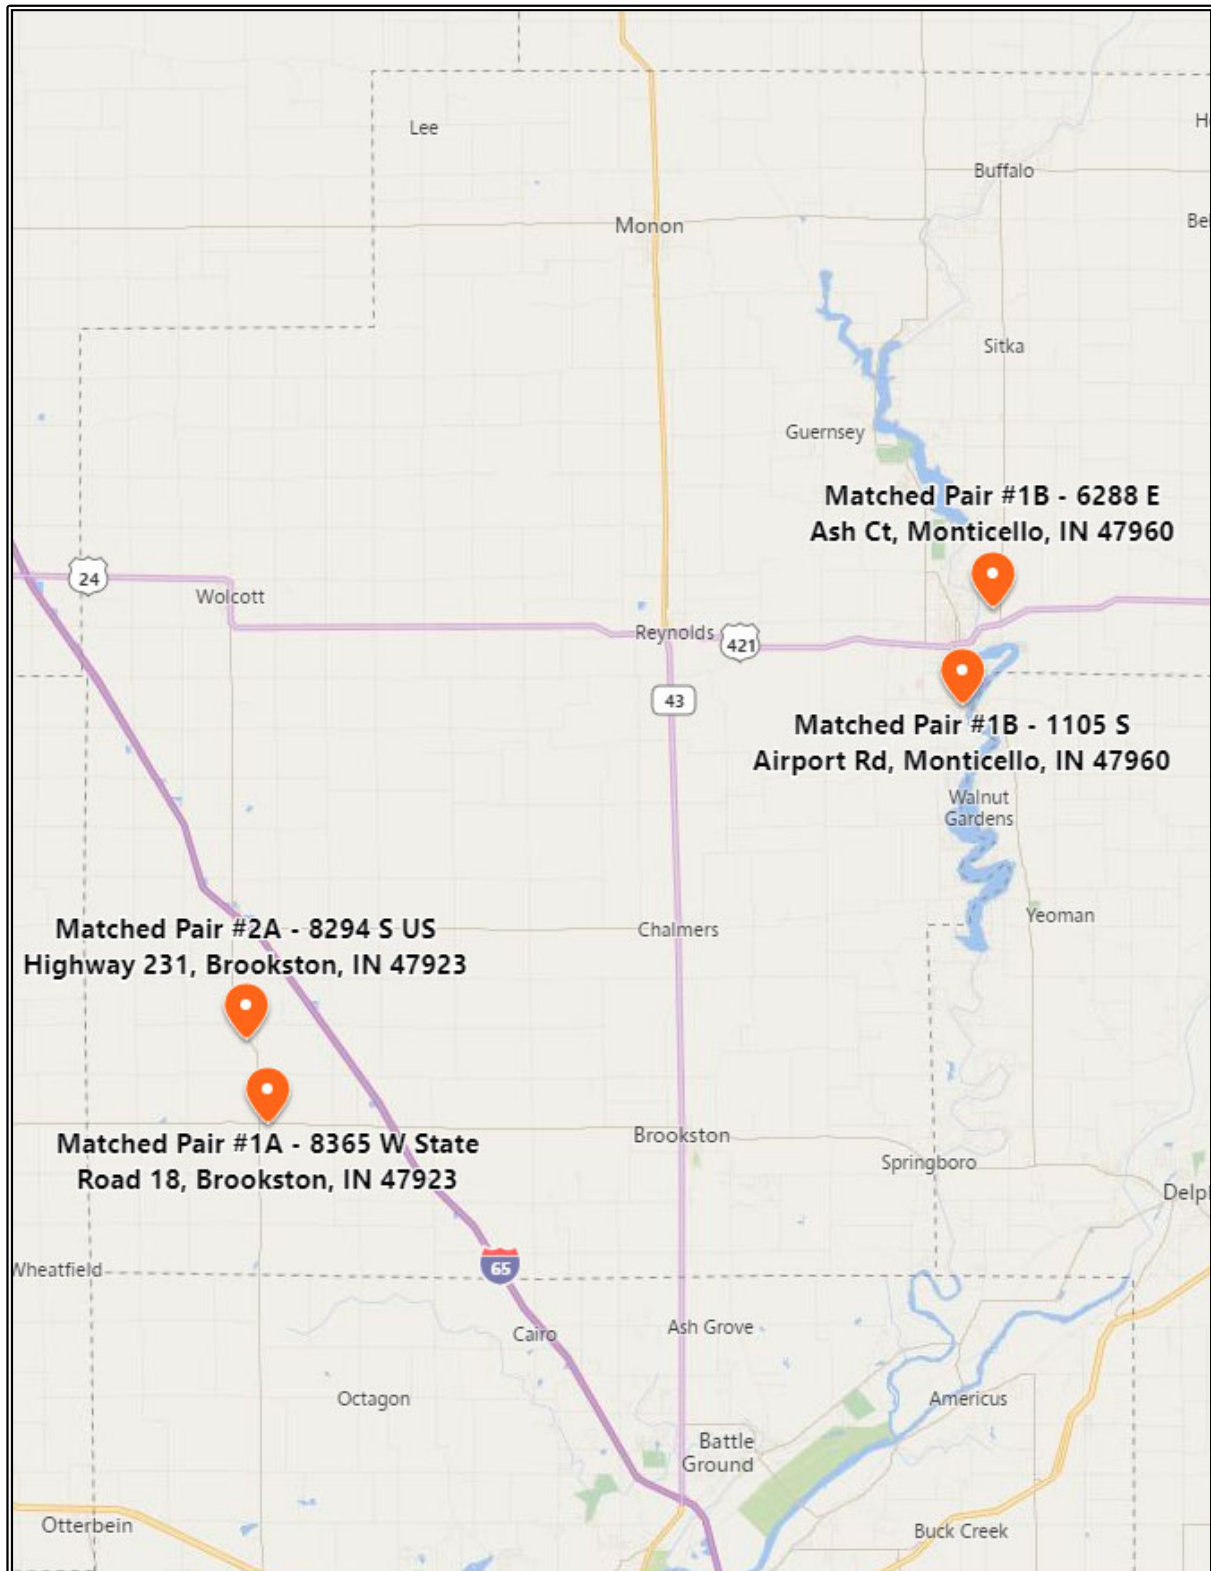 Lee
H
Buffalo
Monon
Be
Sitka
Guernsey
Matched Pair #1B - 6288 E
Ash Ct, Monticello, IN 47960
24
Wolcott
Reynolds
421
43
Matched Pair #1B - 1105 S
Airport Rd, Monticello, IN 47960
Walnut
Gardens
Yeoman
Matched Pair #2A - 8294 S US
Highway 231, Brookston, IN 47923
Chalmers
Matched Pair #1A - 8365 W State
Road 18, Brookston, IN 47923
Brookston
Springboro
Delp
Wheatfield
65
Cairo
Ash Grove
Octagon
Americus
Battle
Ground
Otterbein
Buck Creek